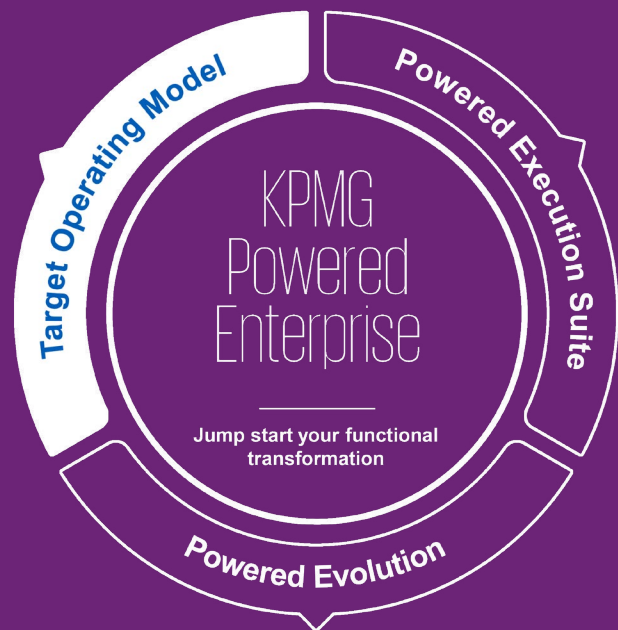 Target Operating Model
Powered Execution Suite
KPMG
Powered
Enterprise
Jump start your functional
transformation
Powered Evolution